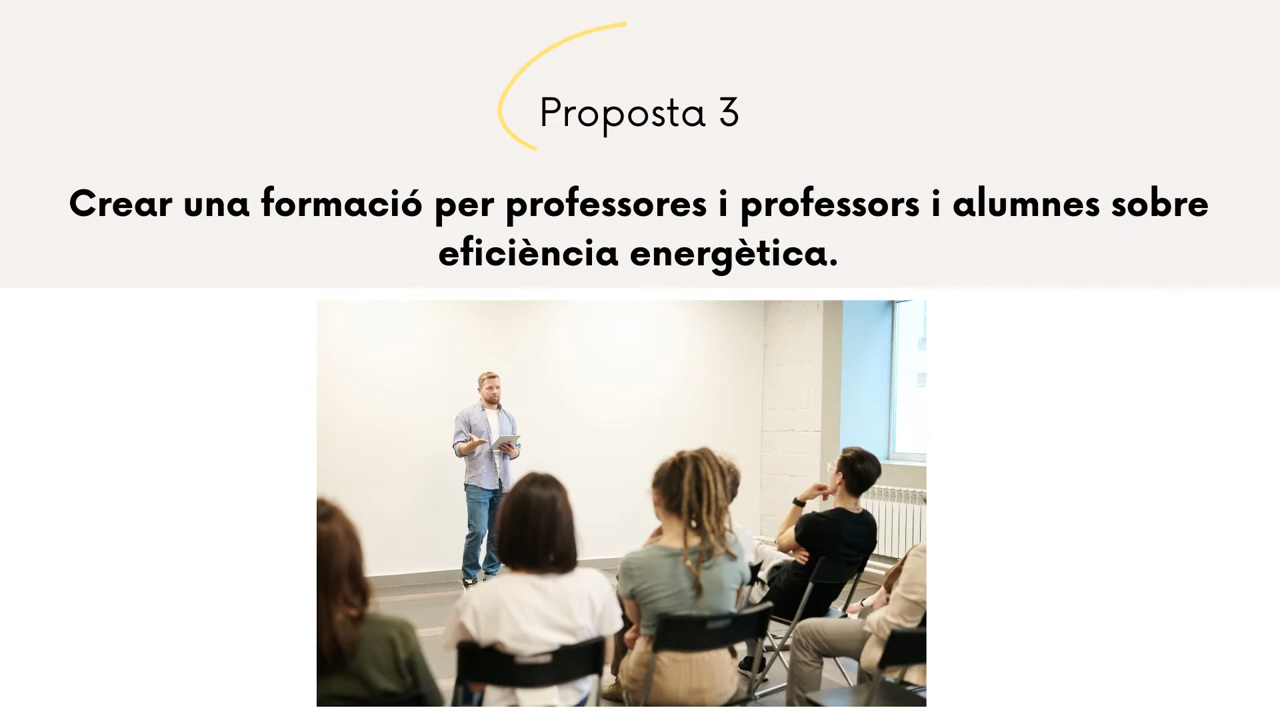 Proposta 3
Crear una formació per professores i professors i alumnes sobre
eficiència energètica.